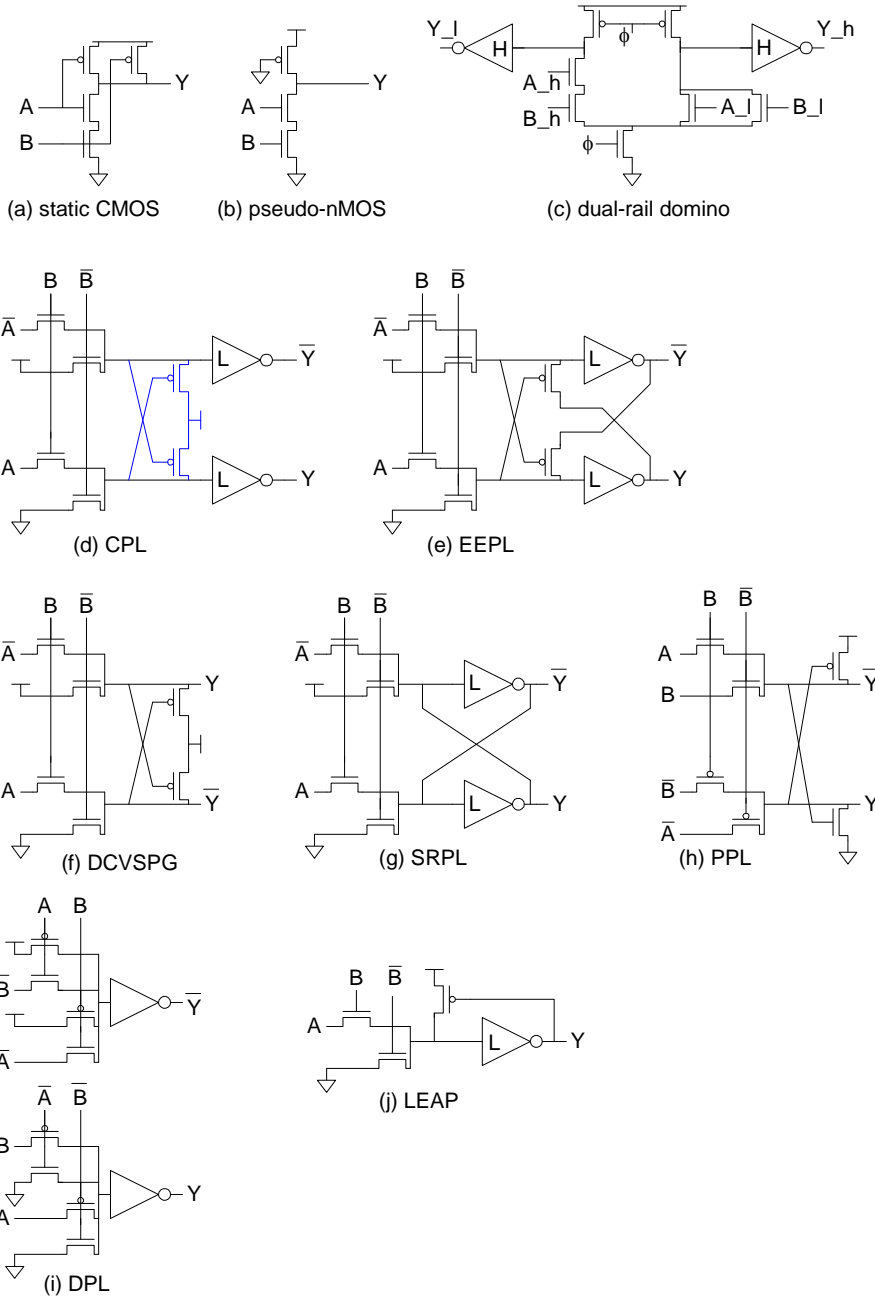 Y_l
H
ϕ
H
Y_h
A
B
Y
A
B
Y
A_h
B_h
A_l
B_l
ϕ
(a) static CMOS
(b) pseudo-nMOS
(c) dual-rail domino
B B̅
A̅
L
Y̅
A
L
Y
(d) CPL
B B̅
A̅
L
Y̅
A
L
Y
(e) EEPL
B B̅
A̅
Y
A
Y̅
(f) DCVSPG
B B̅
A̅
L
Y̅
A
L
Y
(g) SRPL
B B̅
A
B
Y̅
B̅
A̅
Y
(h) PPL
A B
B̅
A̅
Y̅
A̅ B̅
B
A
Y
(i) DPL
B B̅
A
L
Y
(j) LEAP